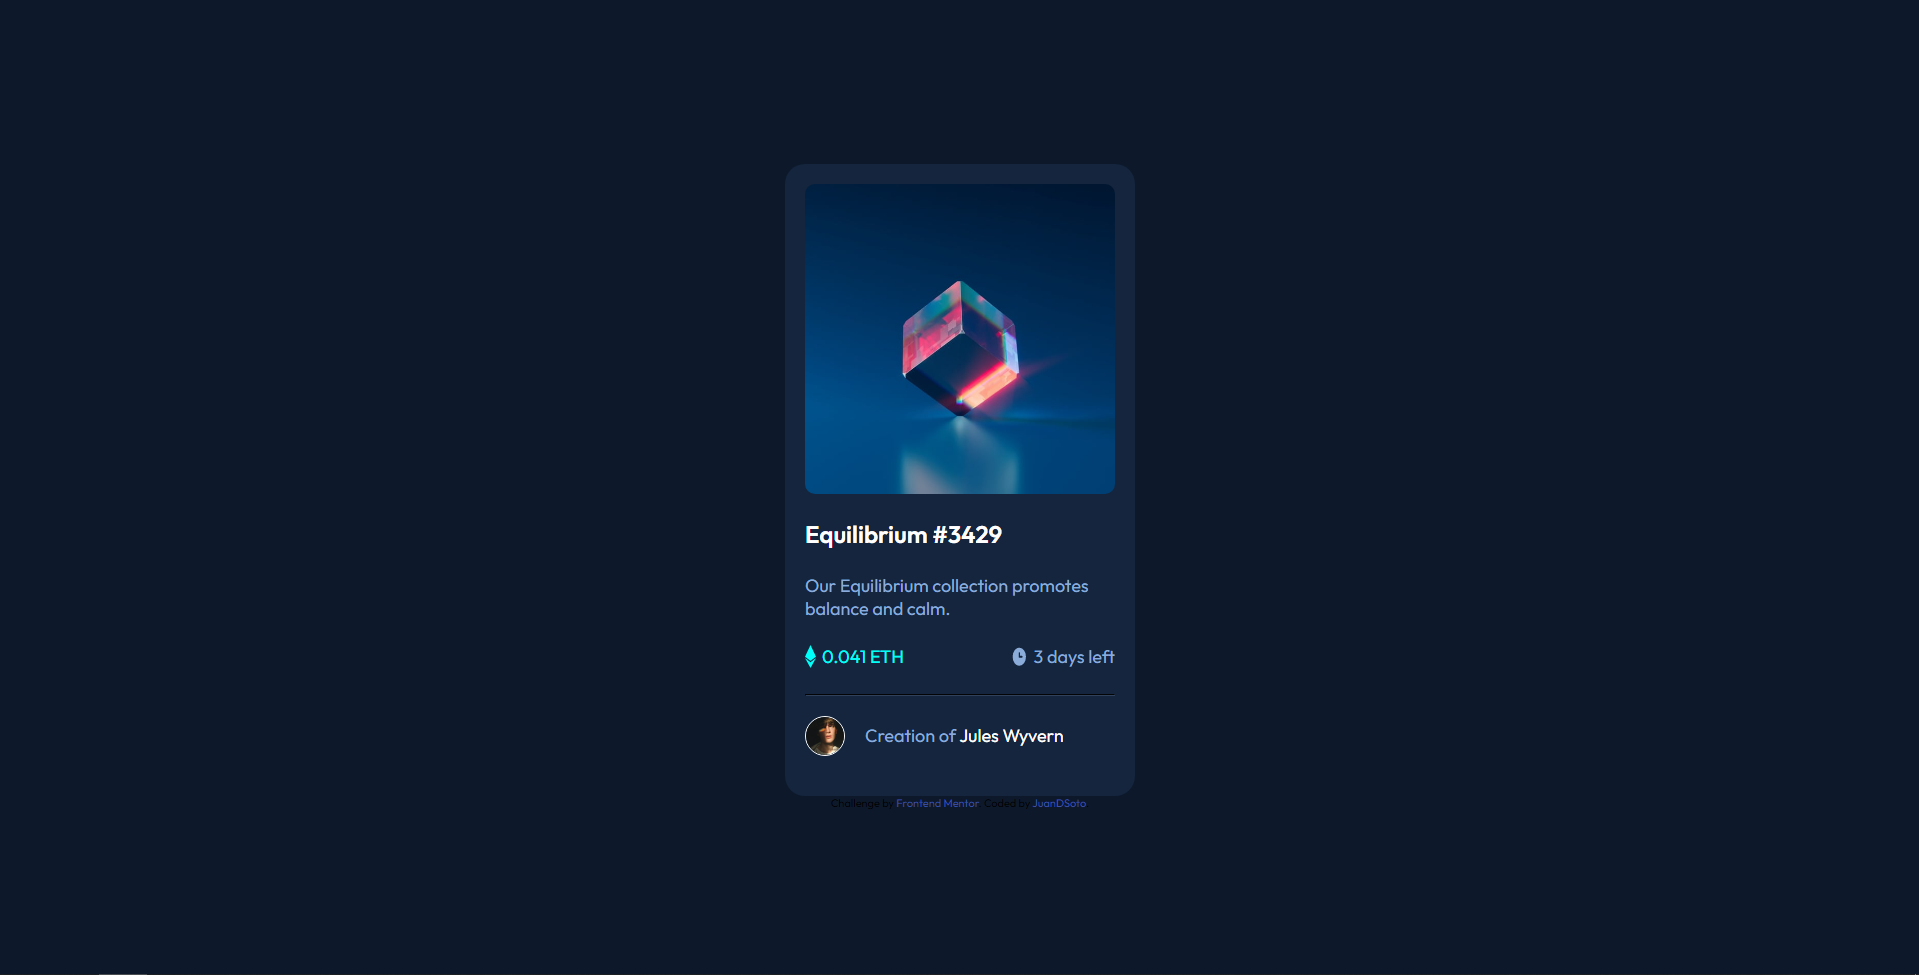 Equilibrium #3429
Our Equilibrium collection promotes
balance and calm.
0.041 ETH
3 days left
Creation of Jules Wyvern
Challenge by Frontend Mentor. Coded by JuanDSoto